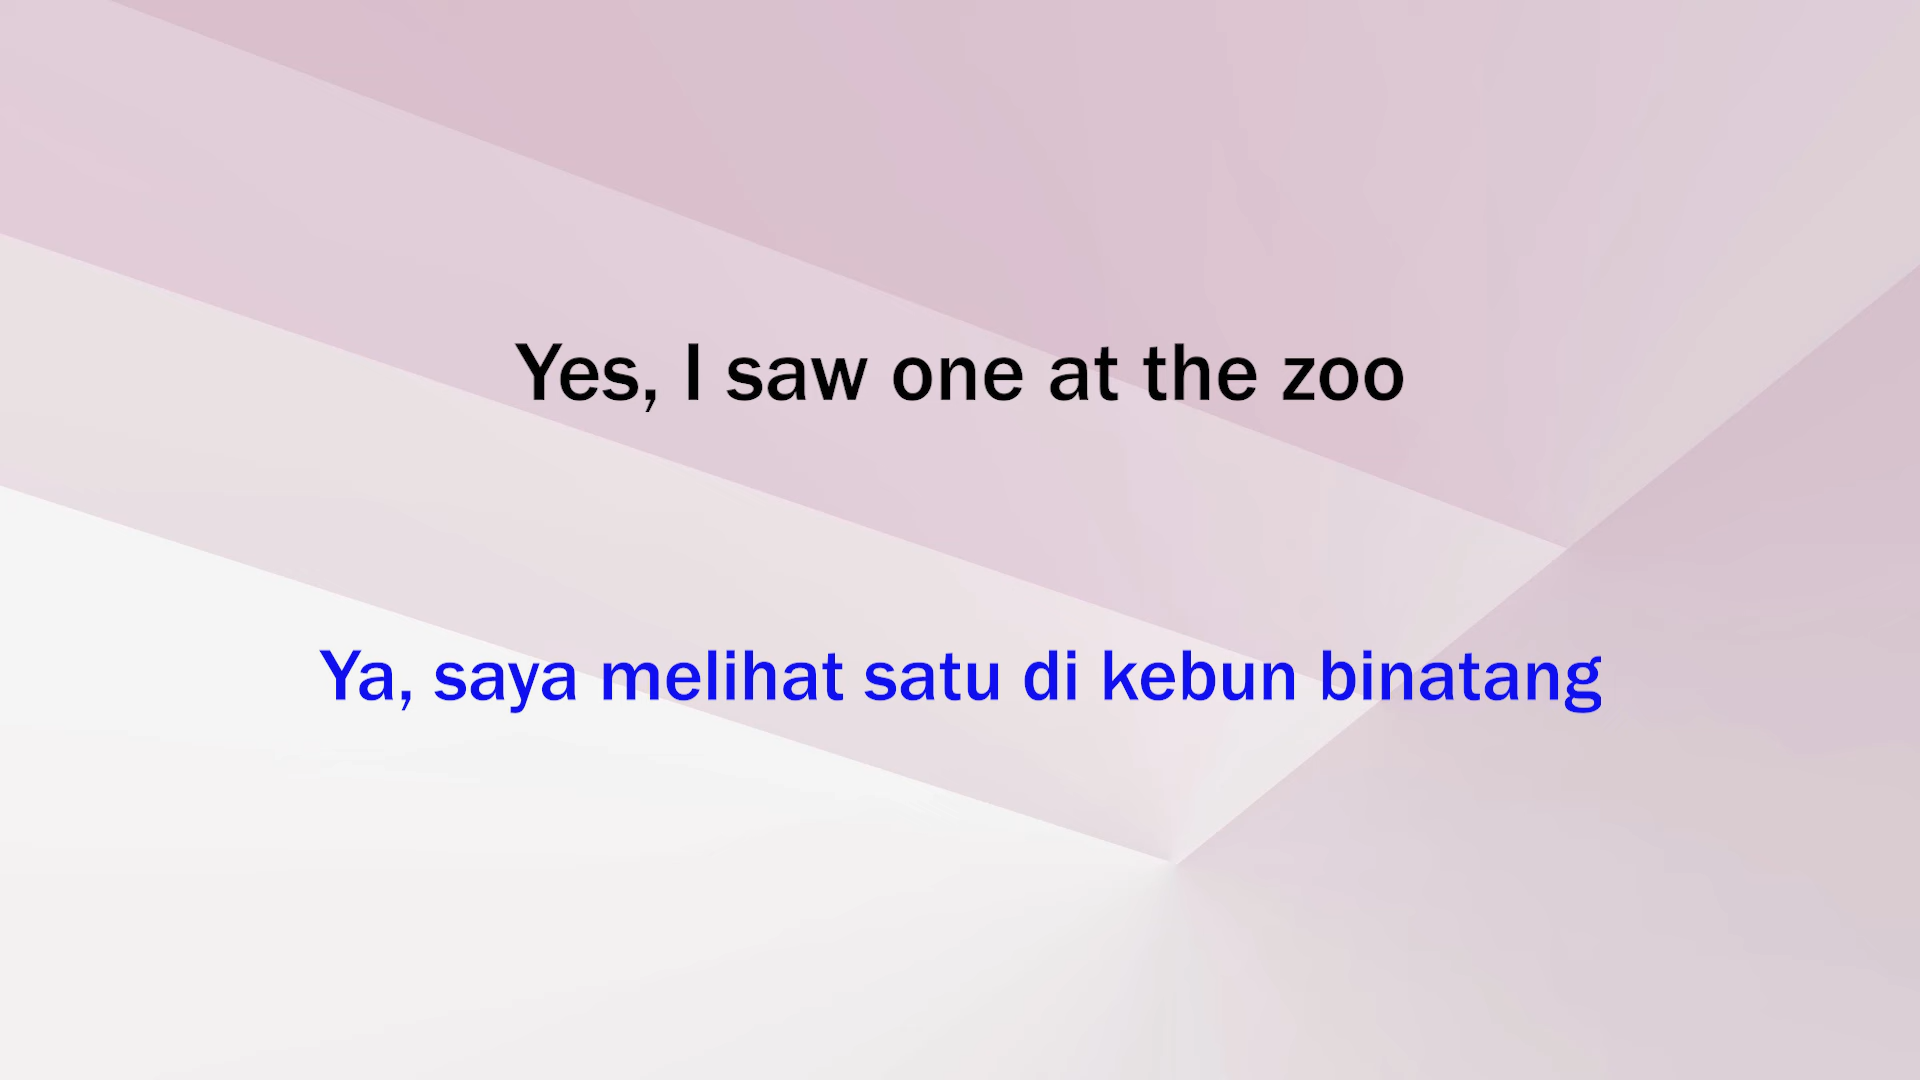 Yes, I saw one at the zoo
Ya, saya melihat satu di kebun binatang